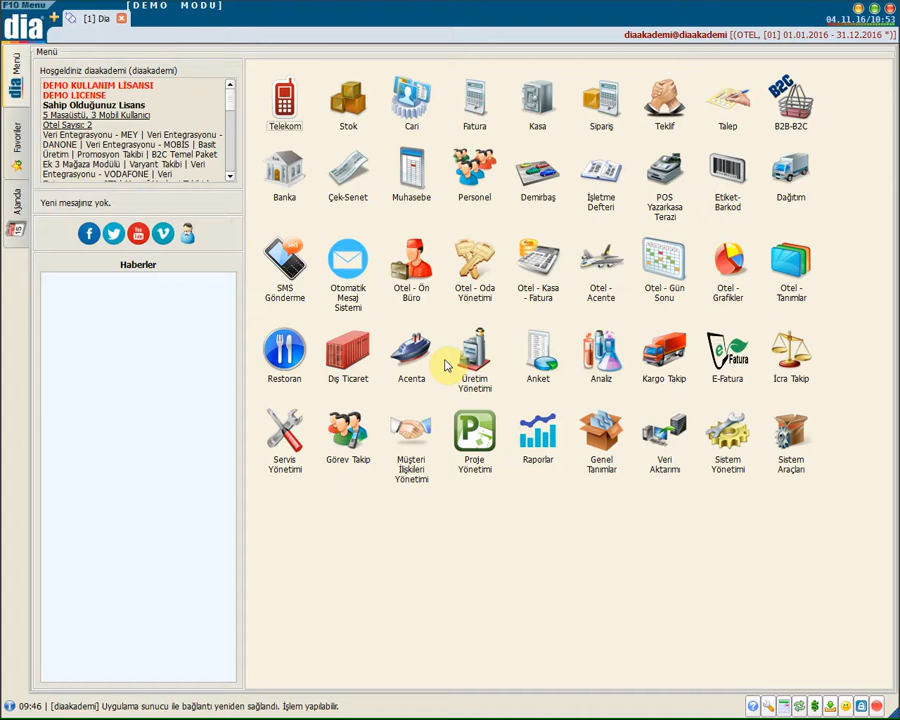 F10 Menu
[DEMO MODU]
dia
[1] Dia
04.11.16/10:53
diaakademi@diaakademi [(OTEL, [01] 01.01.2016 - 31.12.2016 *)]
Menü
Menü
dia
Favoriler
Ajanda
15
Hoşgeldiniz diaakademi (diaakademi)
DEMO KULLANIM LİSANSI
DEMO LICENSE
Sahip Olduğunuz Lisans
5 Masaüstü, 3 Mobil Kullanıcı
Otel Sayısı: 2
Veri Entegrasyonu - MEY | Veri Entegrasyonu -
DANONE | Veri Entegrasyonu - MOBİS | Basit
Üretim | Promosyon Takibi | B2C Temel Paket
Ek 3 Mağaza Modülü | Varyant Takibi | Veri
Entegrasyonu - VODAFONE | Veri
Yeni mesajınız yok.
Haberler
Telekom
Stok
Cari
Fatura
Kasa
Sipariş
Teklif
Talep
B2C
B2B-B2C
Banka
Çek-Senet
Muhasebe
Personel
Demirbaş
İşletme
Defteri
POS
Yazarkasa
Terazi
Etiket-
Barkod
Dağıtım
SMS
Gönderme
Otomatik
Mesaj
Sistemi
Otel - Ön
Büro
Otel - Oda
Yönetimi
Otel - Kasa
- Fatura
Otel -
Acente
Otel - Gün
Sonu
Otel -
Grafikler
Otel -
Tanımlar
Restoran
Dış Ticaret
Acenta
Üretim
Yönetimi
Anket
Analiz
Kargo Takip
Fatura
E-Fatura
İcra Takip
Servis
Yönetimi
Görev Takip
Müşteri
İlişkileri
Yönetimi
P
Proje
Yönetimi
Raporlar
Genel
Tanımlar
Veri
Aktarımı
Sistem
Yönetimi
Sistem
Araçları
09:46 | [diaakademi] Uygulama sunucu ile bağlantı yeniden sağlandı. İşlem yapılabilir.